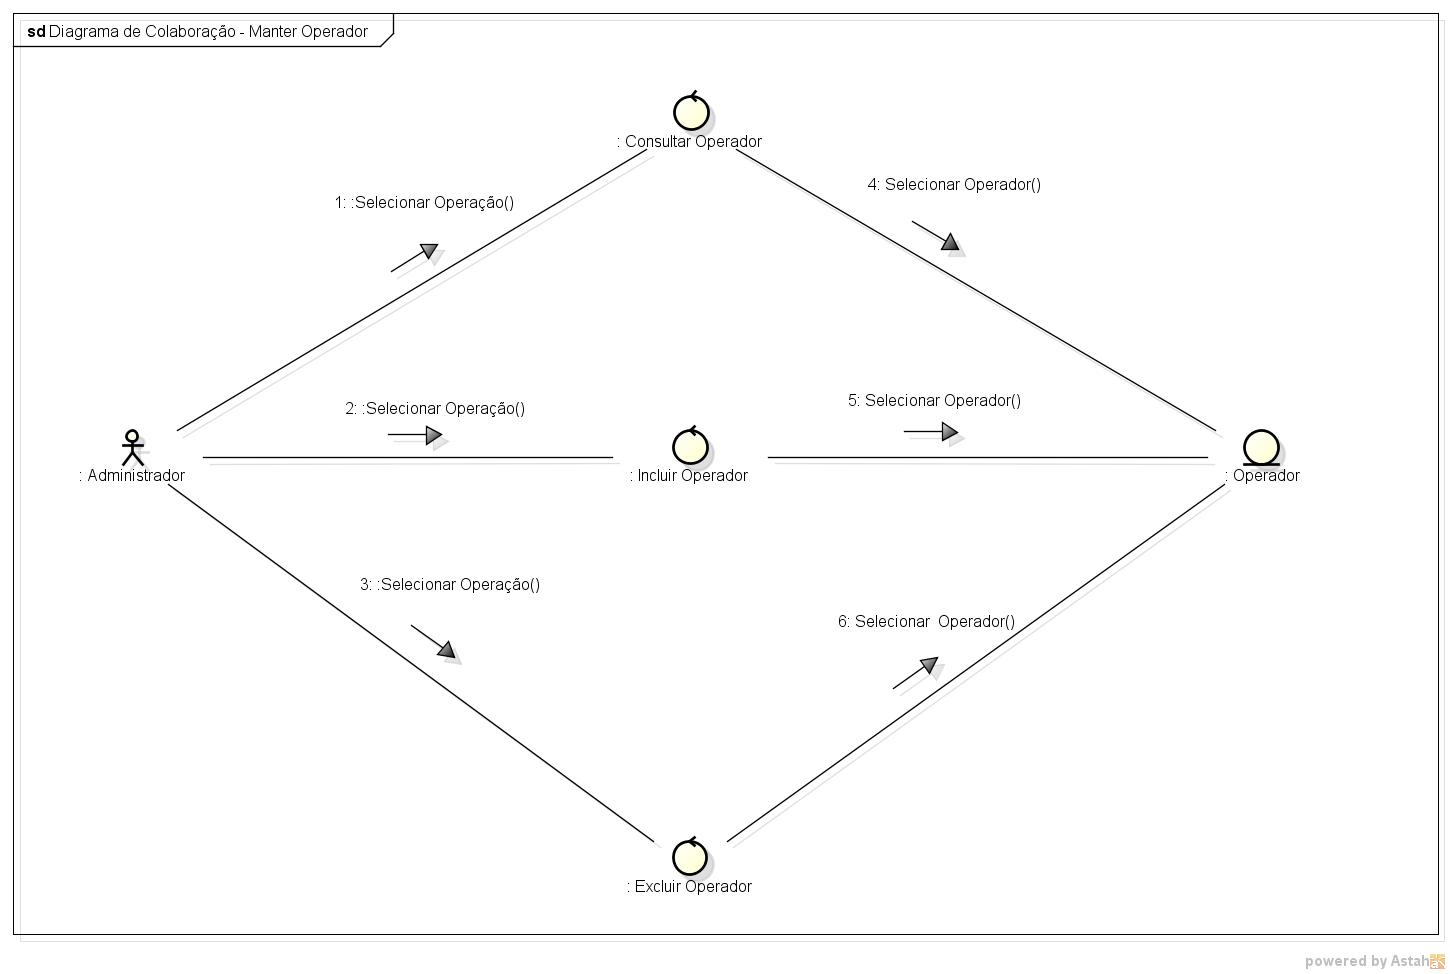 sd Diagrama de Colaboração - Manter Operador
: Consultar Operador
1: :Selecionar Operação()
4: Selecionar Operador()
2: :Selecionar Operação()
5: Selecionar Operador()
: Administrador
: Incluir Operador
: Operador
3: :Selecionar Operação()
6: Selecionar  Operador()
: Excluir Operador
powered by Astah